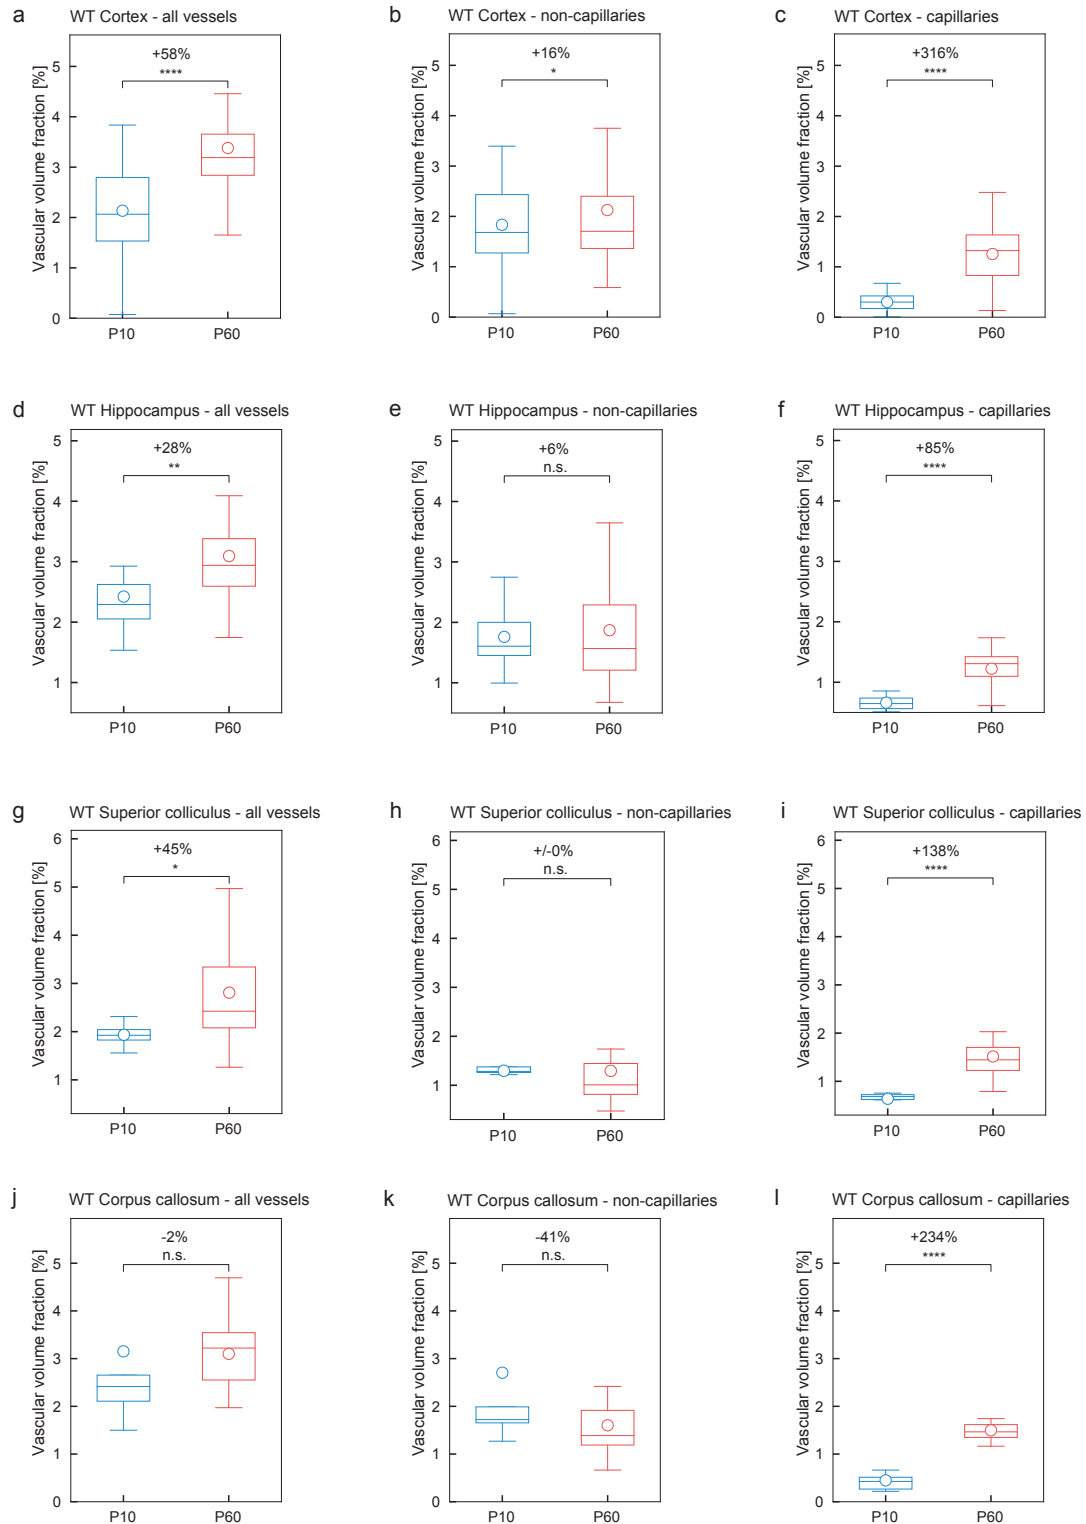 a WT Cortex - all vessels
Vascular volume fraction [%]
+58%
****
5
4
3
2
1
0
P10 P60
b WT Cortex - non-capillaries
Vascular volume fraction [%]
+16%
*
5
4
3
2
1
0
P10 P60
c WT Cortex - capillaries
Vascular volume fraction [%]
+316%
****
5
4
3
2
1
0
P10 P60
d WT Hippocampus - all vessels
Vascular volume fraction [%]
+28%
**
5
4
3
2
1
P10 P60
e WT Hippocampus - non-capillaries
Vascular volume fraction [%]
+6%
n.s.
5
4
3
2
1
P10 P60
f WT Hippocampus - capillaries
Vascular volume fraction [%]
+85%
****
5
4
3
2
1
P10 P60
g WT Superior colliculus - all vessels
Vascular volume fraction [%]
+45%
*
6
5
4
3
2
1
P10 P60
h WT Superior colliculus - non-capillaries
Vascular volume fraction [%]
+/-0%
n.s.
6
5
4
3
2
1
P10 P60
i WT Superior colliculus - capillaries
Vascular volume fraction [%]
+138%
****
6
5
4
3
2
1
P10 P60
j WT Corpus callosum - all vessels
Vascular volume fraction [%]
-2%
n.s.
5
4
3
2
1
0
P10 P60
k WT Corpus callosum - non-capillaries
Vascular volume fraction [%]
-41%
n.s.
5
4
3
2
1
0
P10 P60
l WT Corpus callosum - capillaries
Vascular volume fraction [%]
+234%
****
5
4
3
2
1
0
P10 P60